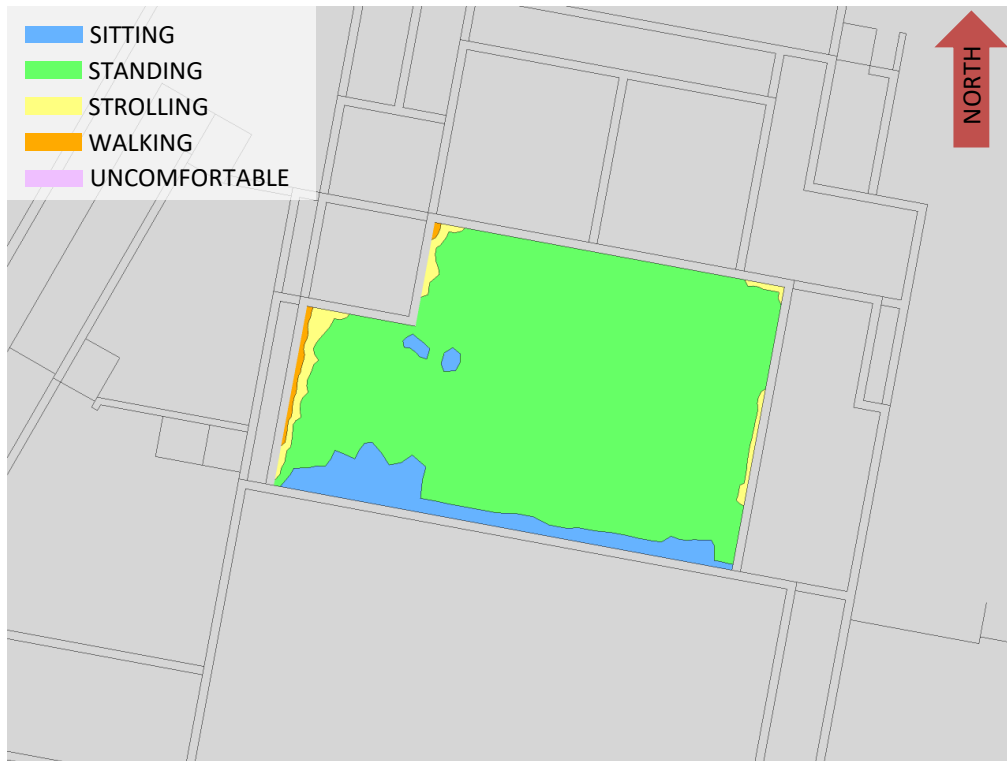 SITTING
STANDING
STROLLING
WALKING
UNCOMFORTABLE
NORTH